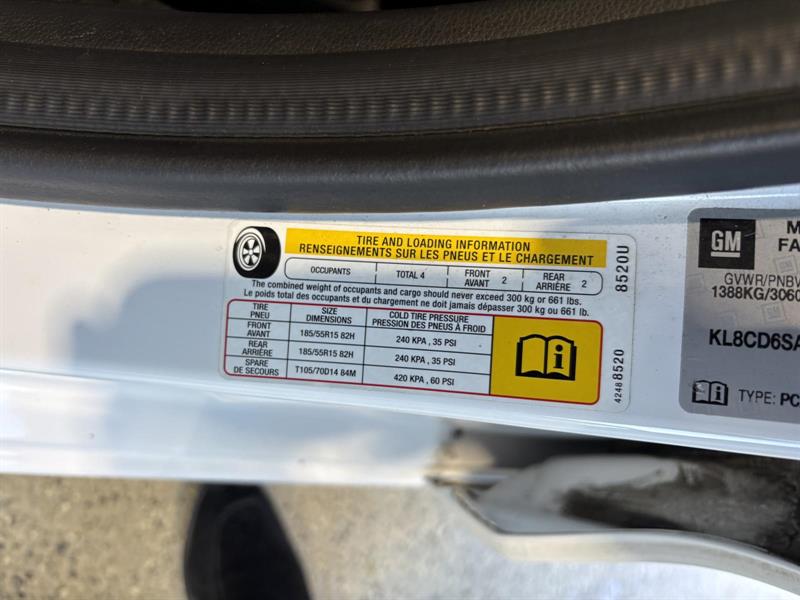 TIRE AND LOADING INFORMATION
RENSEIGNEMENTS SUR LES PNEUS ET LE CHARGEMENT
OCCUPANTS TOTAL 4 FRONT AVANT 2 REAR ARRIÈRE 2
The combined weight of occupants and cargo should never exceed 300 kg or 661 lbs.
Le poids total des occupants et du chargement ne doit jamais dépasser 300 kg ou 661 lb.
TIRE PNEU SIZE DIMENSIONS COLD TIRE PRESSURE PRESSION DES PNEUS À FROID
FRONT AVANT 185/55R15 82H 240 KPA , 35 PSI
REAR ARRIÈRE 185/55R15 82H 240 KPA , 35 PSI
SPARE DE SECOURS T105/70D14 84M 420 KPA , 60 PSI
8520U
4248 8520
GM
M
FA
GVWR/PNBV
1388KG/3060
KL8CD6SA
TYPE: PC